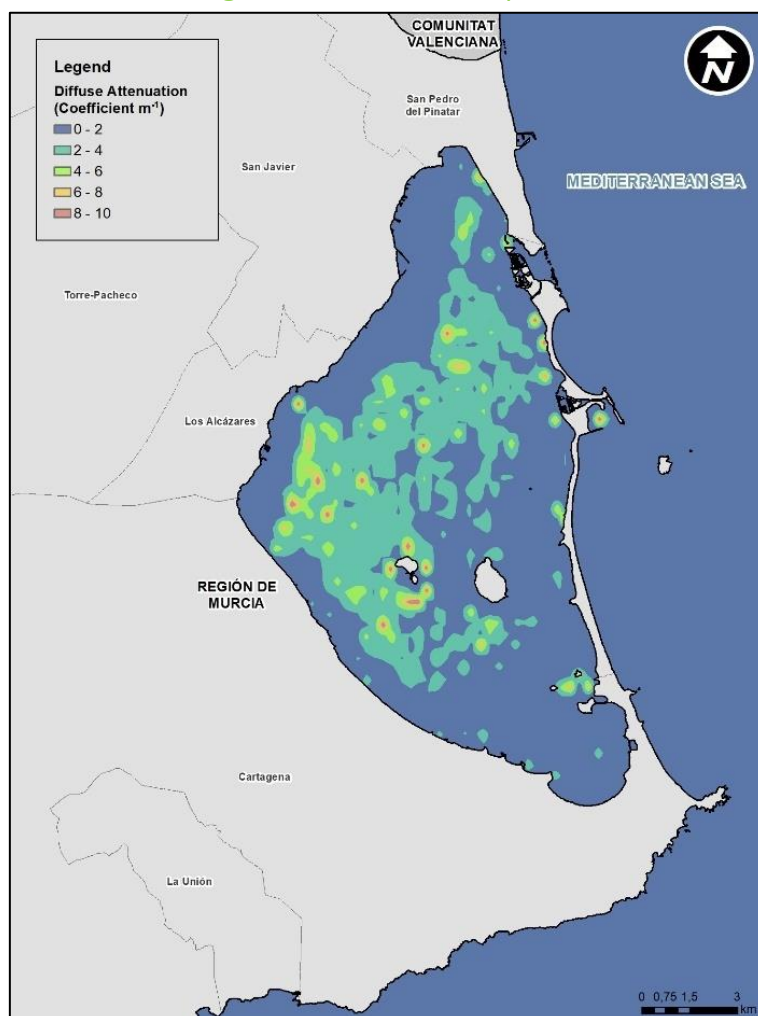 COMUNITAT
VALENCIANA
N
Legend
Diffuse Attenuation
(Coefficient m⁻¹)
0 - 2
2 - 4
4 - 6
6 - 8
8 - 10
San Pedro
del Pinatar
San Javier
MEDITERRANEAN SEA
Torre-Pacheco
Los Alcázares
REGIÓN DE
MURCIA
Cartagena
La Unión
0 0,75 1,5 3
km